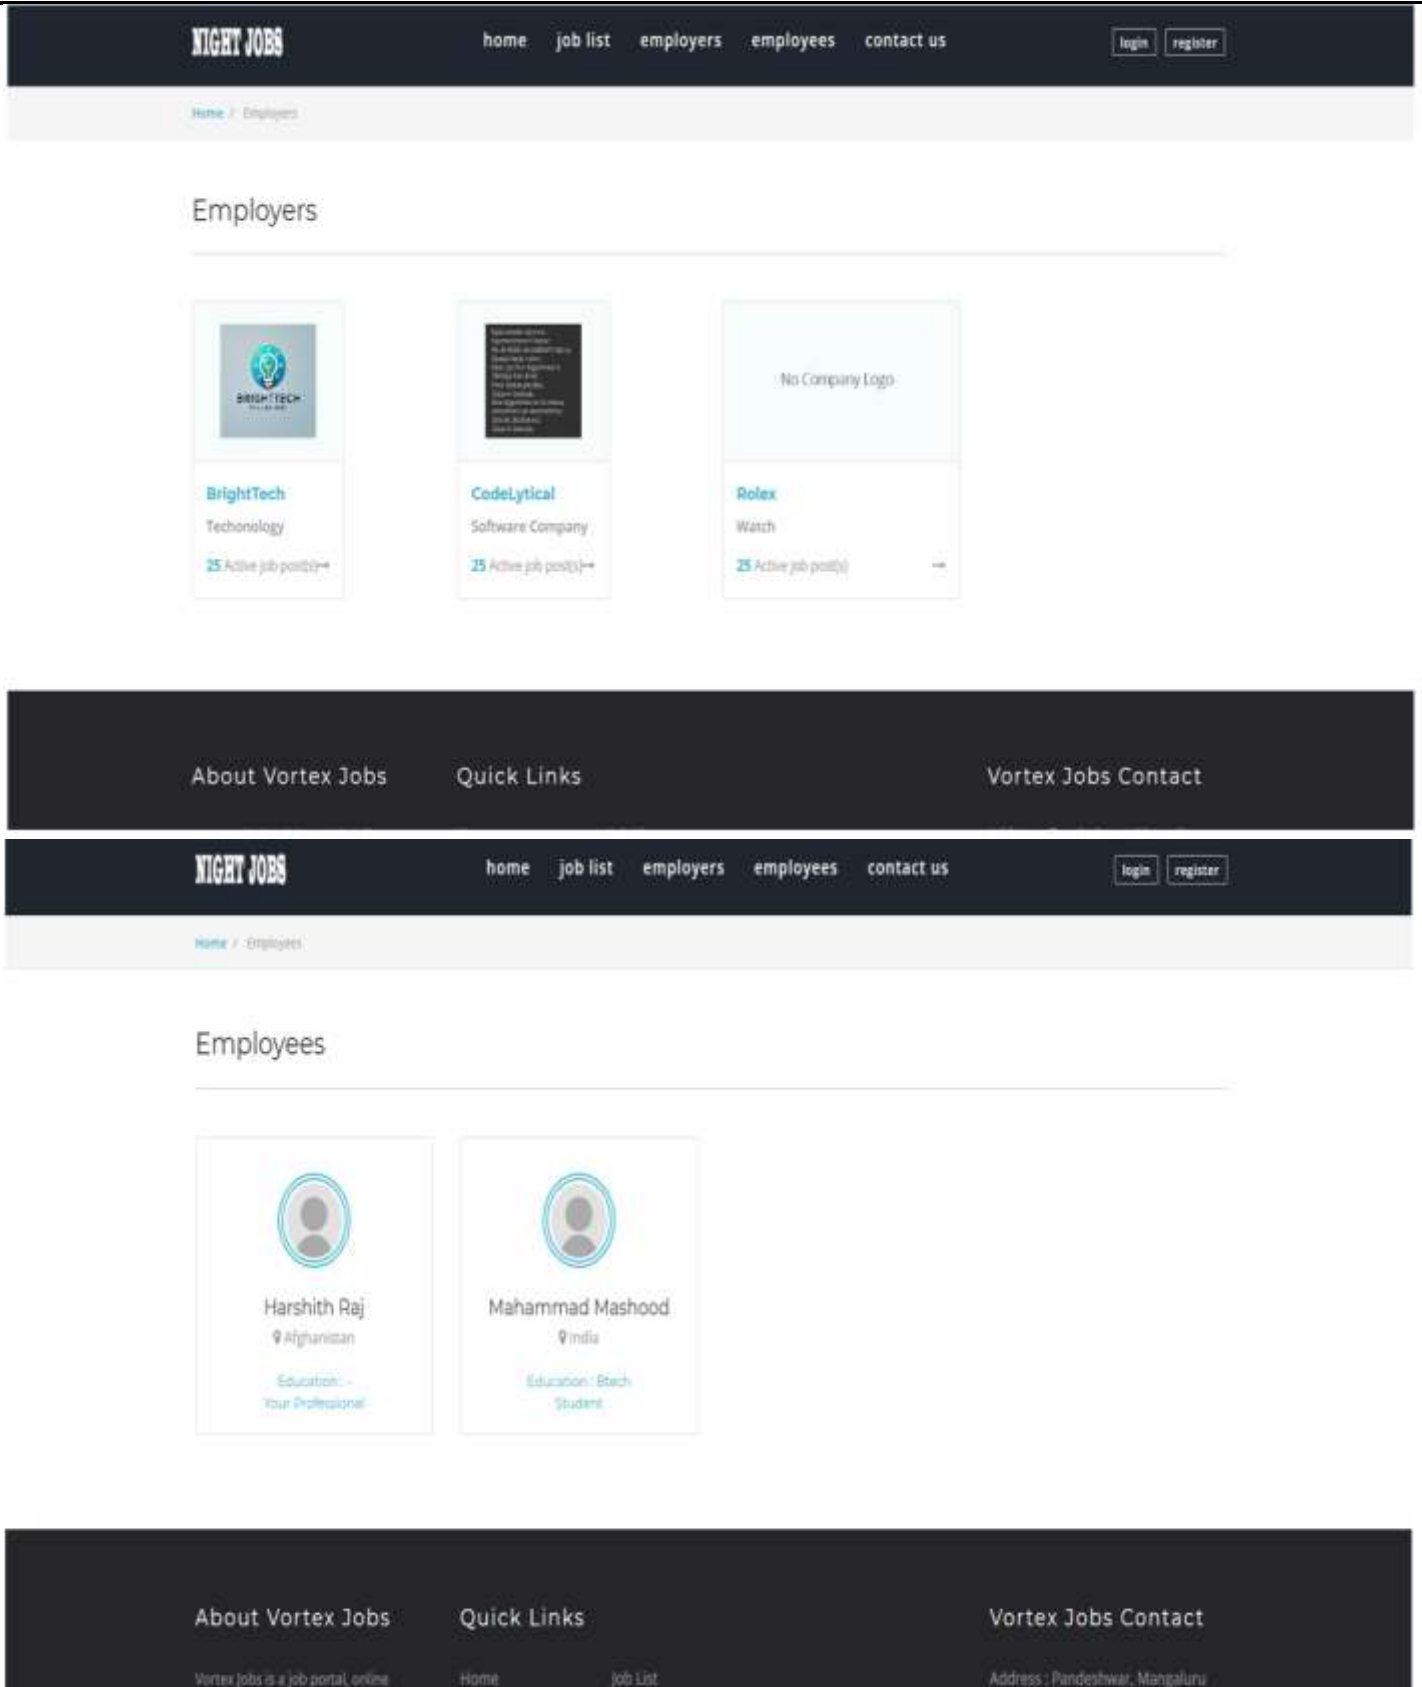 NIGHT JOBS home job list employers employees contact us login register
Home / Employers
Employers
BRIGHTTECH
No Company Logo
BrightTech CodeLytical Rolex
Techonology Software Company Watch
25 Active job post(s) 25 Active job post(s) 25 Active job post(s)
About Vortex Jobs Quick Links Vortex Jobs Contact
NIGHT JOBS home job list employers employees contact us login register
Home / Employees
Employees
Harshith Raj Mahammad Mashood
Afghanistan India
Education : - Education : Btech
Your Professional Student
About Vortex Jobs Quick Links Vortex Jobs Contact
Vortex Jobs is a job portal, online Home Job List Address : Pandeshwar, Mangaluru